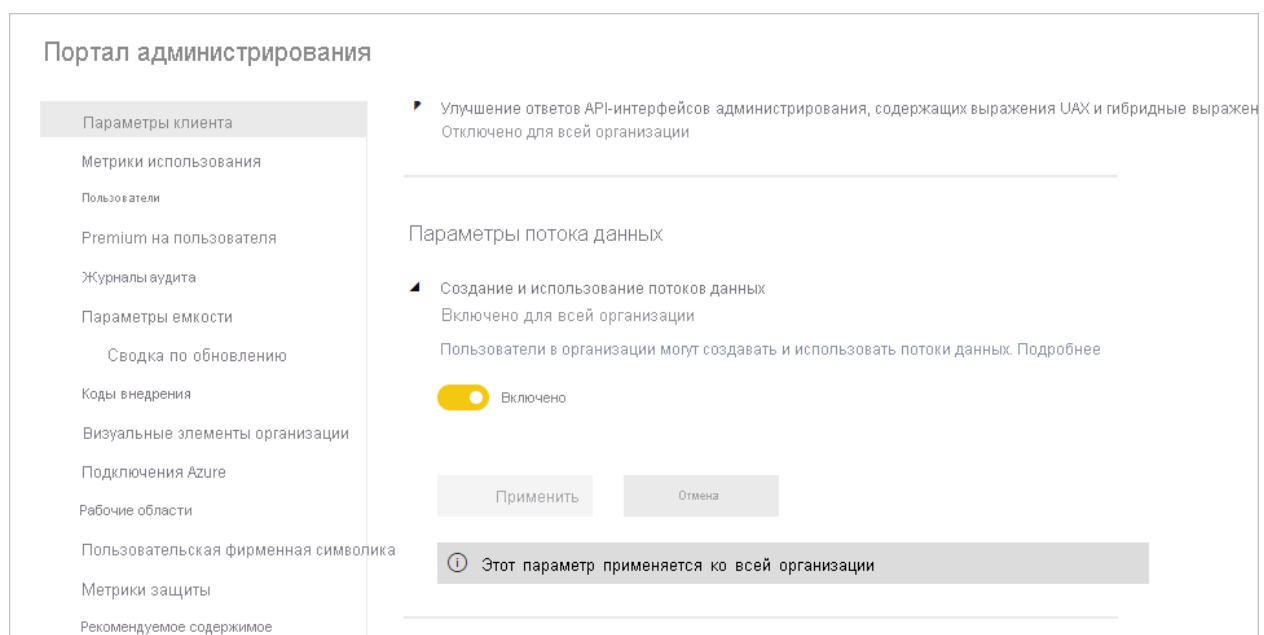 Портал администрирования
Параметры клиента
Метрики использования
Пользователи
Premium на пользователя
Журналы аудита
Параметры емкости
Сводка по обновлению
Коды внедрения
Визуальные элементы организации
Подключения Azure
Рабочие области
Пользовательская фирменная символика
Метрики защиты
Рекомендуемое содержимое
Улучшение ответов API-интерфейсов администрирования, содержащих выражения UAX и гибридные выражен
Отключено для всей организации
Параметры потока данных
Создание и использование потоков данных
Включено для всей организации
Пользователи в организации могут создавать и использовать потоки данных. Подробнее
Включено
Применить
Отмена
Этот параметр применяется ко всей организации